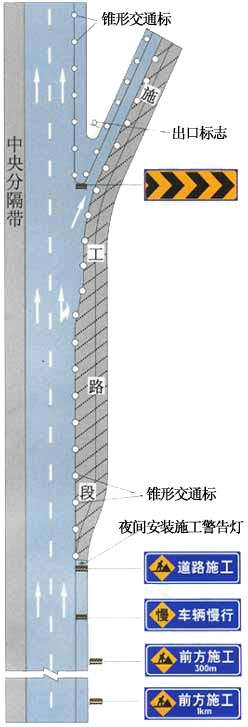 锥形交通标
施
出口标志
中央分隔带
工
路
段
锥形交通标
夜间安装施工警告灯
道路施工
慢 车辆慢行
前方施工
300m
前方施工
1km